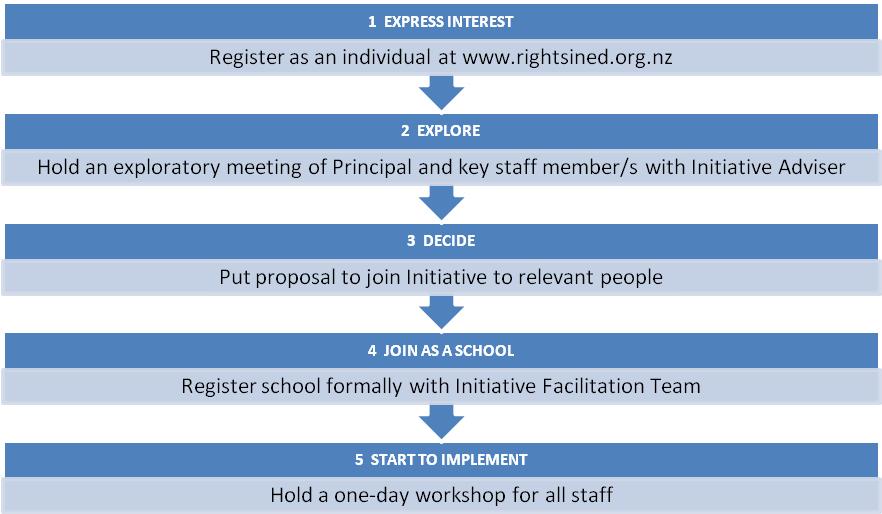 1 EXPRESS INTEREST
Register as an individual at www.rightsined.org.nz
2 EXPLORE
Hold an exploratory meeting of Principal and key staff member/s with Initiative Adviser
3 DECIDE
Put proposal to join Initiative to relevant people
4 JOIN AS A SCHOOL
Register school formally with Initiative Facilitation Team
5 START TO IMPLEMENT
Hold a one-day workshop for all staff